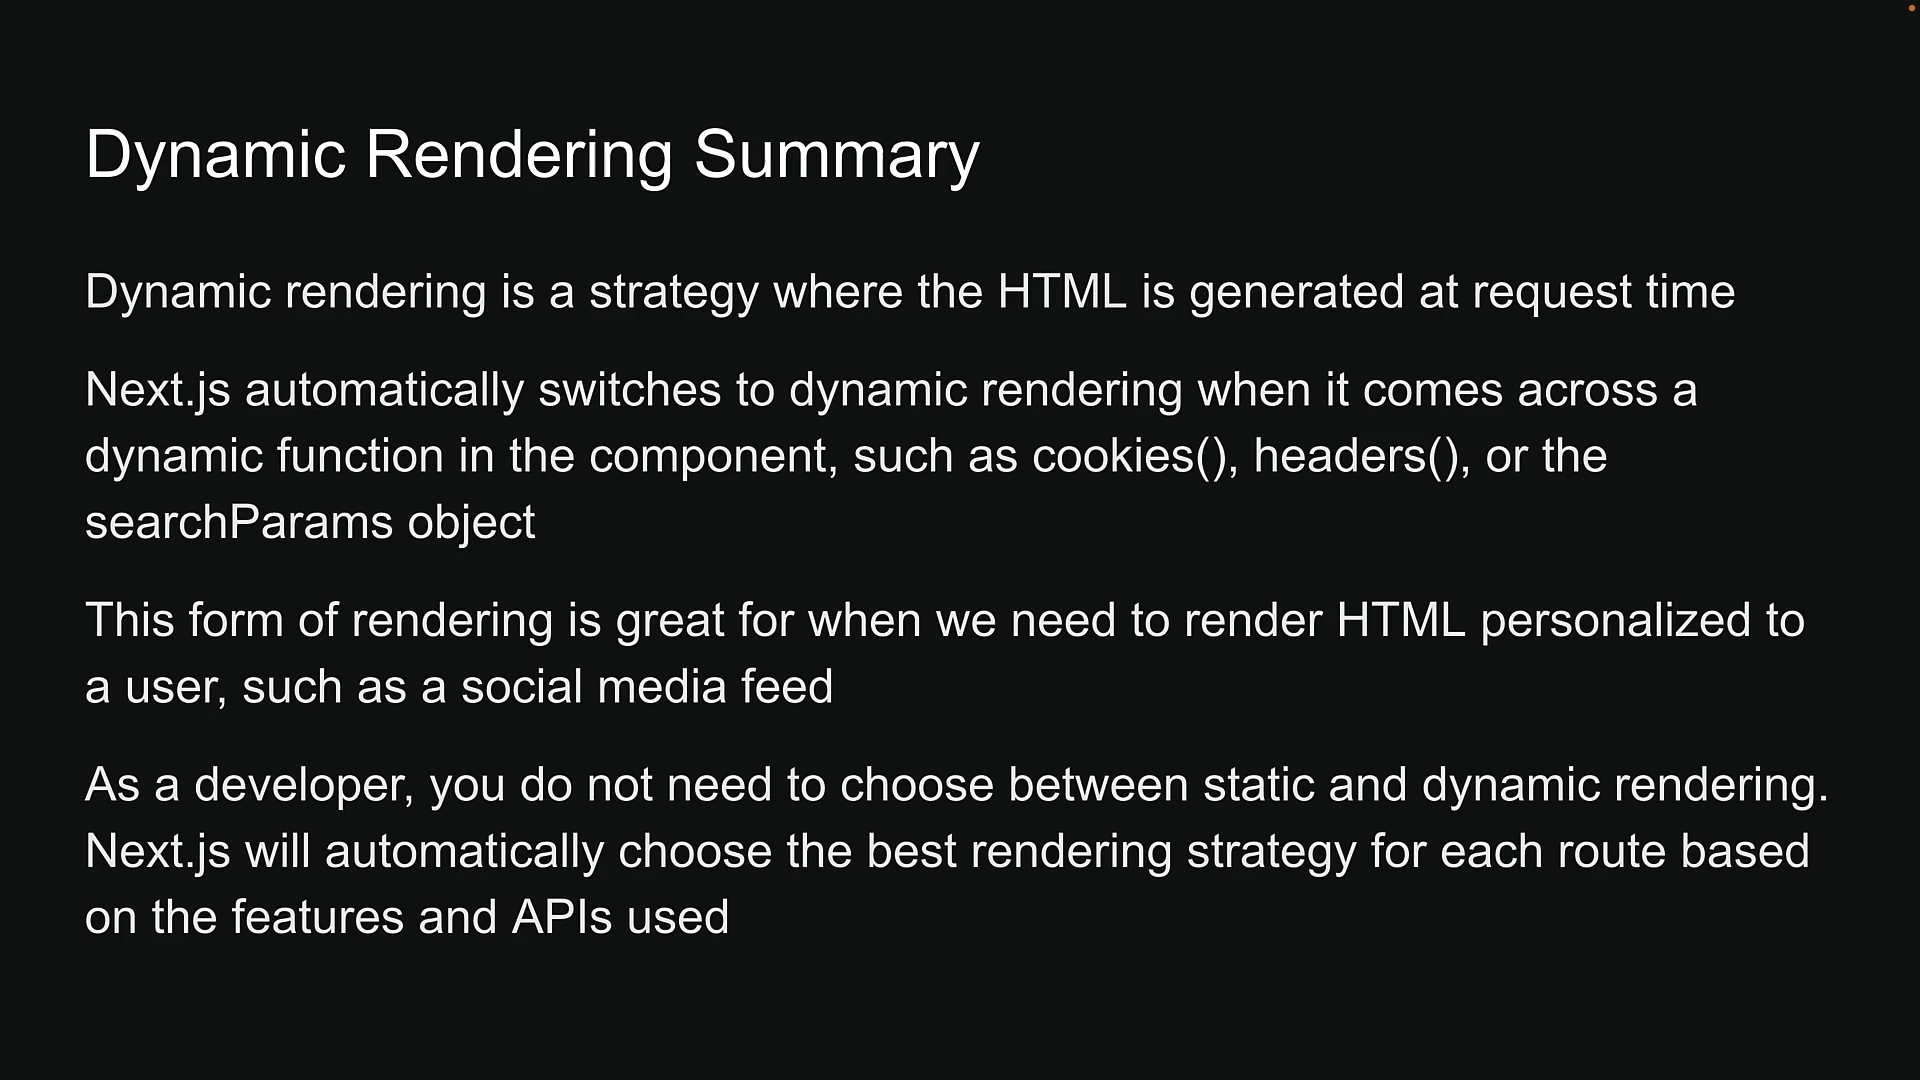 Dynamic Rendering Summary
Dynamic rendering is a strategy where the HTML is generated at request time
Next.js automatically switches to dynamic rendering when it comes across a
dynamic function in the component, such as cookies(), headers(), or the
searchParams object
This form of rendering is great for when we need to render HTML personalized to
a user, such as a social media feed
As a developer, you do not need to choose between static and dynamic rendering.
Next.js will automatically choose the best rendering strategy for each route based
on the features and APIs used